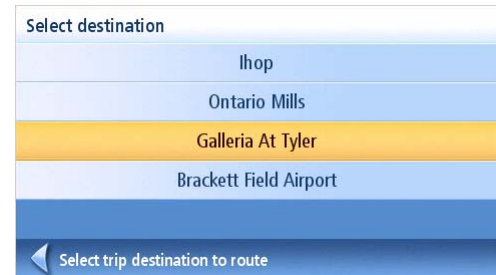 Select destination
Ihop
Ontario Mills
Galleria At Tyler
Brackett Field Airport
Select trip destination to route